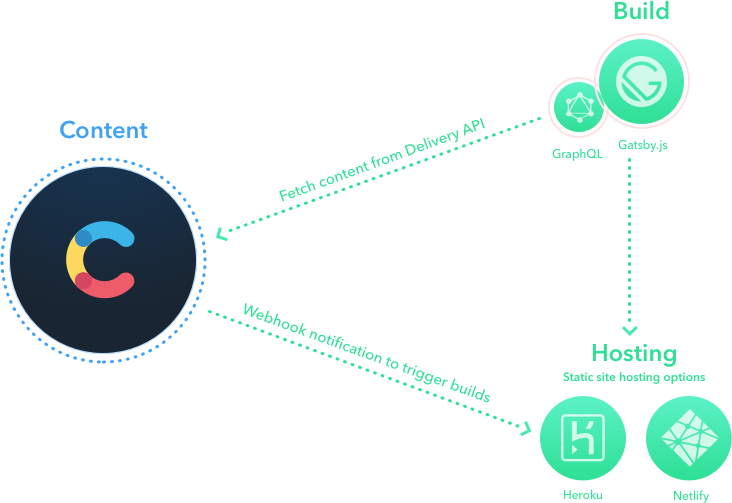 Build
GraphQL
Gatsby.js
Content
Fetch content from Delivery API
Webhook notification to trigger builds
Hosting
Static site hosting options
Heroku
Netlify